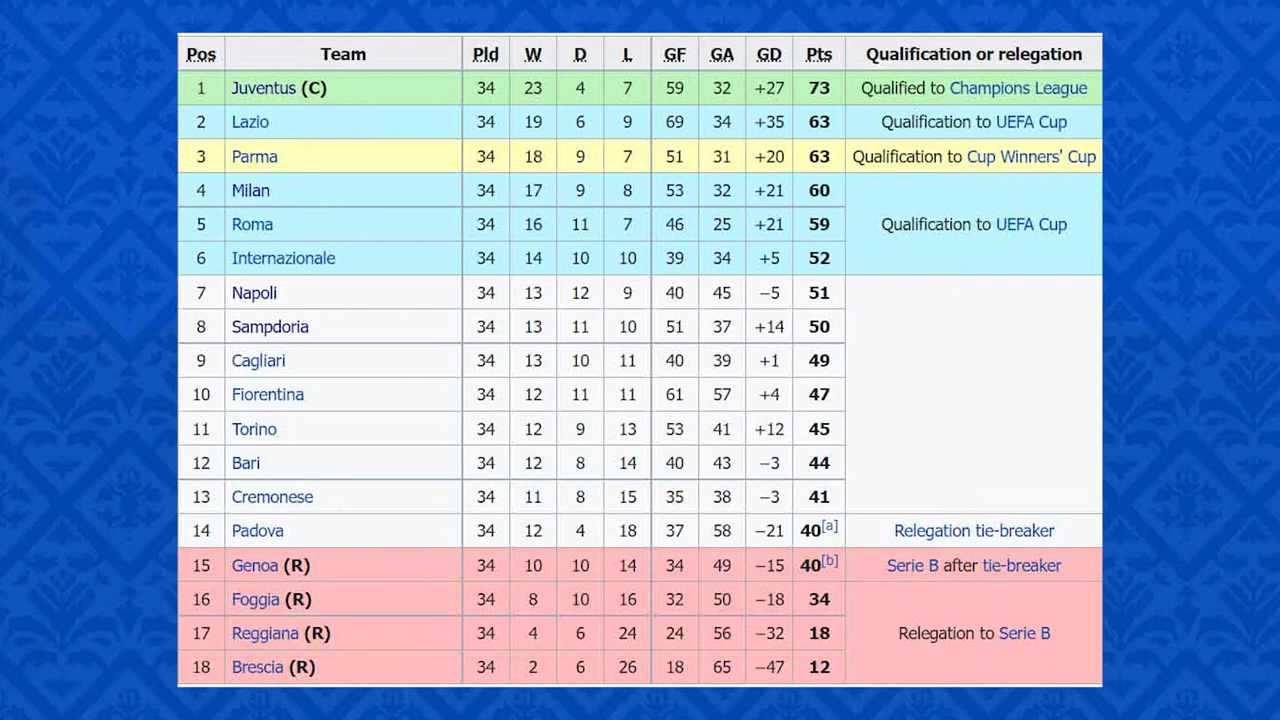 Pos Team Pld W D L GF GA GD Pts Qualification or relegation
1 Juventus (C) 34 23 4 7 59 32 +27 73 Qualified to Champions League
2 Lazio 34 19 6 9 69 34 +35 63 Qualification to UEFA Cup
3 Parma 34 18 9 7 51 31 +20 63 Qualification to Cup Winners' Cup
4 Milan 34 17 9 8 53 32 +21 60
5 Roma 34 16 11 7 46 25 +21 59 Qualification to UEFA Cup
6 Internazionale 34 14 10 10 39 34 +5 52
7 Napoli 34 13 12 9 40 45 −5 51
8 Sampdoria 34 13 11 10 51 37 +14 50
9 Cagliari 34 13 10 11 40 39 +1 49
10 Fiorentina 34 12 11 11 61 57 +4 47
11 Torino 34 12 9 13 53 41 +12 45
12 Bari 34 12 8 14 40 43 −3 44
13 Cremonese 34 11 8 15 35 38 −3 41
14 Padova 34 12 4 18 37 58 −21 40[a] Relegation tie-breaker
15 Genoa (R) 34 10 10 14 34 49 −15 40[b] Serie B after tie-breaker
16 Foggia (R) 34 8 10 16 32 50 −18 34
17 Reggiana (R) 34 4 6 24 24 56 −32 18 Relegation to Serie B
18 Brescia (R) 34 2 6 26 18 65 −47 12